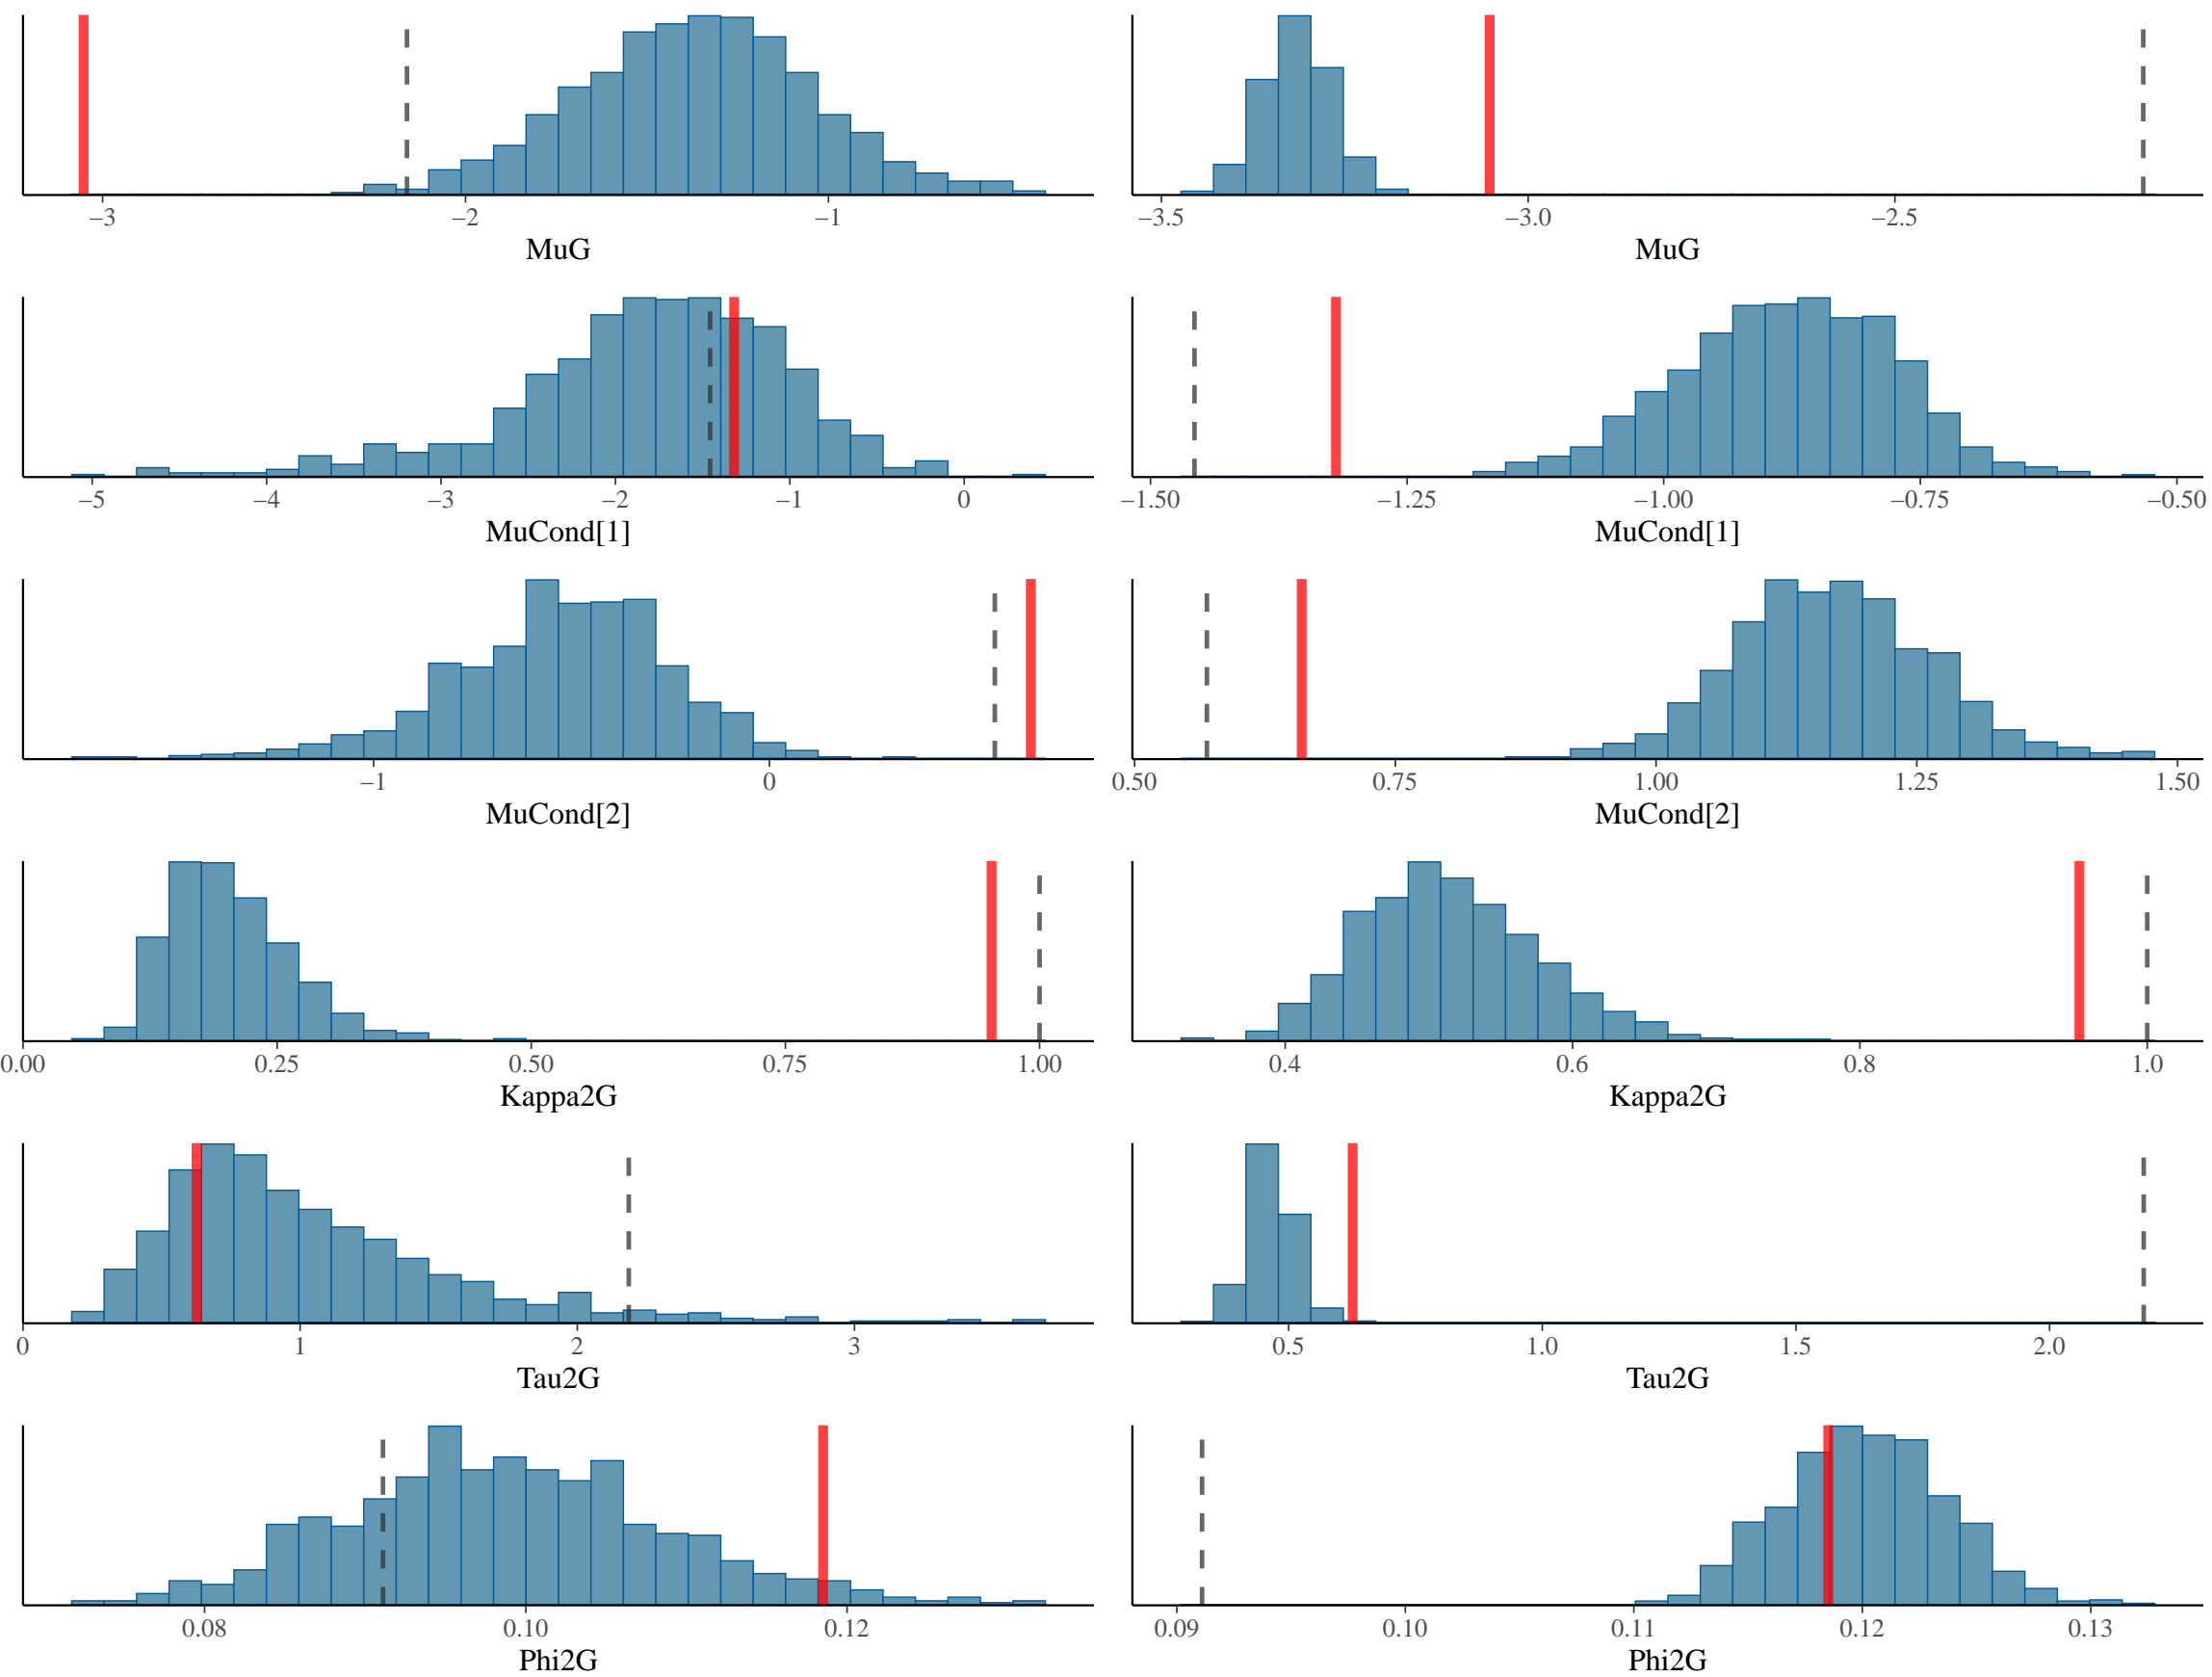 –3 –2 –1 –3.5 –3.0 –2.5
MuG MuG
–5 –4 –3 –2 –1 0 –1.50 –1.25 –1.00 –0.75 –0.50
MuCond[1] MuCond[1]
–1 0 0.50 0.75 1.00 1.25 1.50
MuCond[2] MuCond[2]
0.00 0.25 0.50 0.75 1.00 0.4 0.6 0.8 1.0
Kappa2G Kappa2G
0 1 2 3 0.5 1.0 1.5 2.0
Tau2G Tau2G
0.08 0.10 0.12 0.09 0.10 0.11 0.12 0.13
Phi2G Phi2G